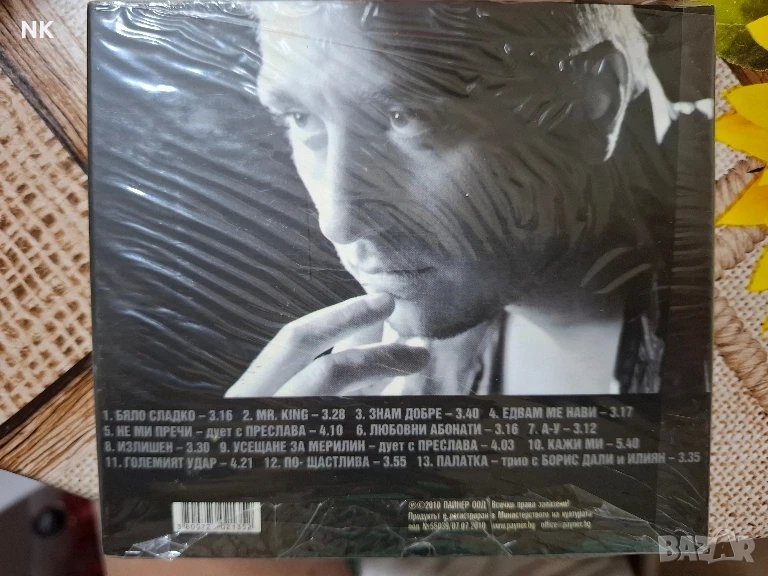 NK
1. БЯЛО СЛАДКО – 3.16 2. MR. KING – 3.28 3. ЗНАМ ДОБРЕ – 3.40 4. ЕДВАМ МЕ НАВИ – 3.17
5. НЕ МИ ПРЕЧИ – дует с ПРЕСЛАВА – 4.10 6. ЛЮБОВНИ АБОНАТИ – 3.16 7. А-У – 3.12
8. ИЗЛИШЕН – 3.30 9. УСЕЩАНЕ ЗА МЕРИЛИН – дует с ПРЕСЛАВА – 4.03 10. КАЖИ МИ – 5.40
11. ГОЛЕМИЯТ УДАР – 4.21 12. ПО- ЩАСТЛИВА – 3.55 13. ПАЛАТКА – трио с БОРИС ДАЛИ и ИЛИЯН – 3.35
℗©2010 ПАЙНЕР ООД Всички права запазени!
Продуктът е регистриран в Министерството на културата
www.payner.bg office@payner.bg
BAZAR